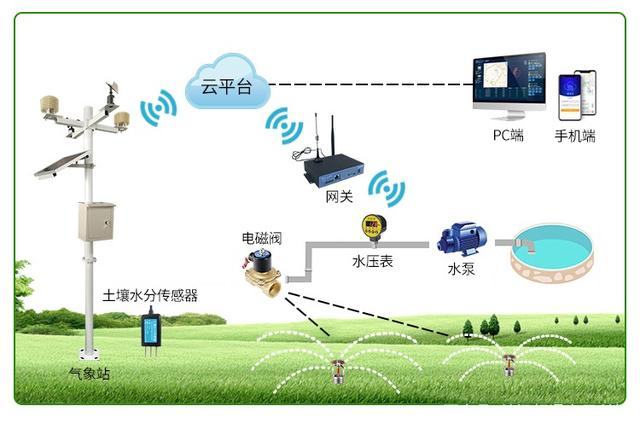 云平台
PC端
手机端
网关
电磁阀
水压表
水泵
土壤水分传感器
气象站